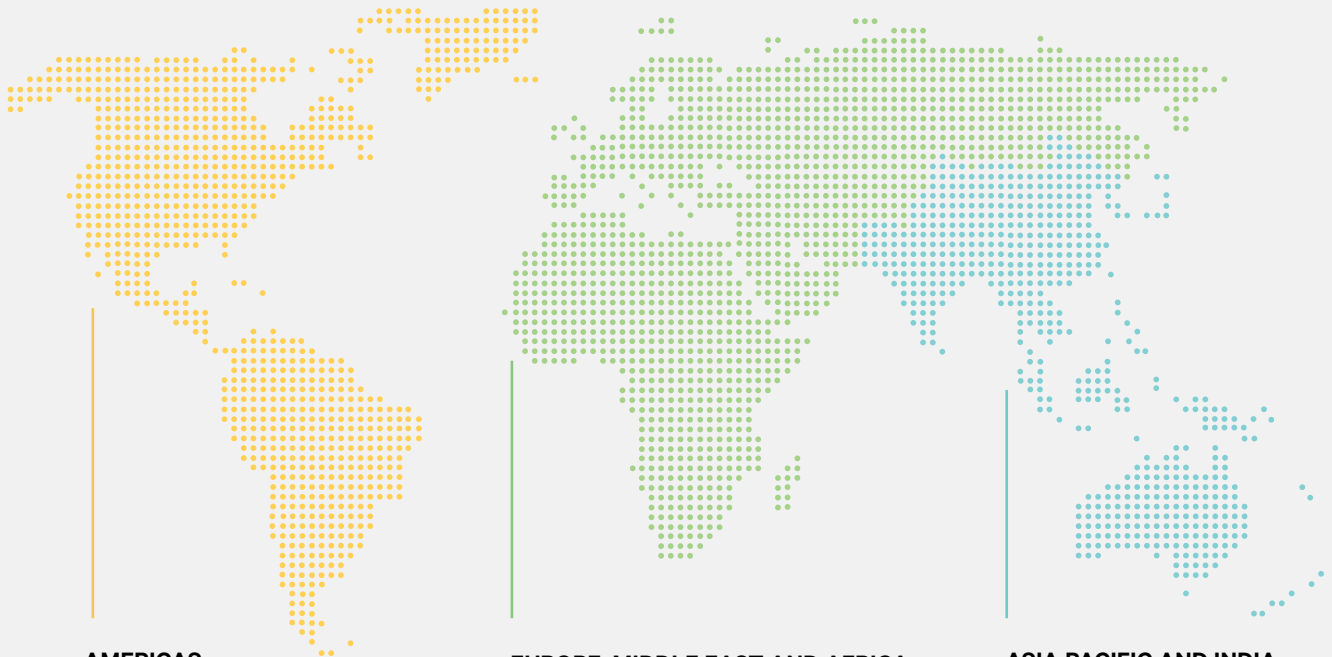 AMERICAS
EUROPE, MIDDLE EAST AND AFRICA
ASIA PACIFIC AND INDIA